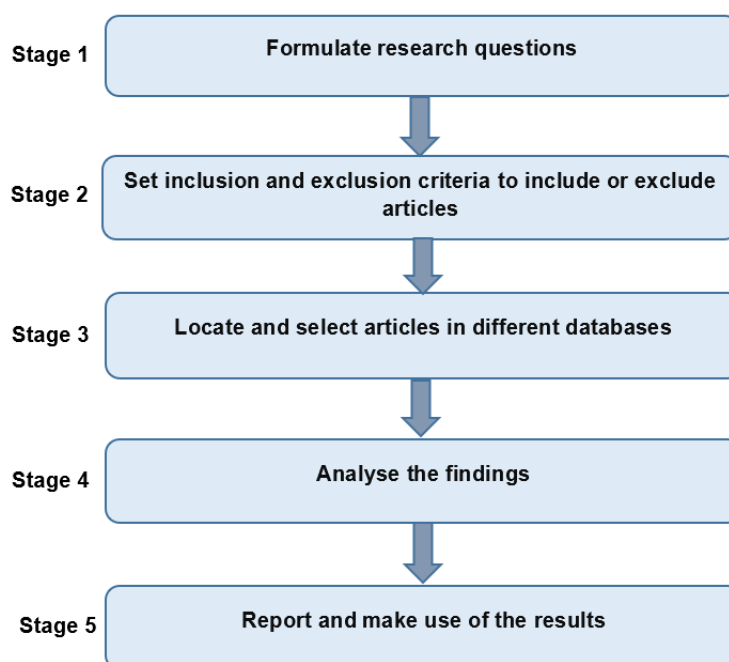 Stage 1
Formulate research questions
Stage 2
Set inclusion and exclusion criteria to include or exclude
articles
Stage 3
Locate and select articles in different databases
Stage 4
Analyse the findings
Stage 5
Report and make use of the results